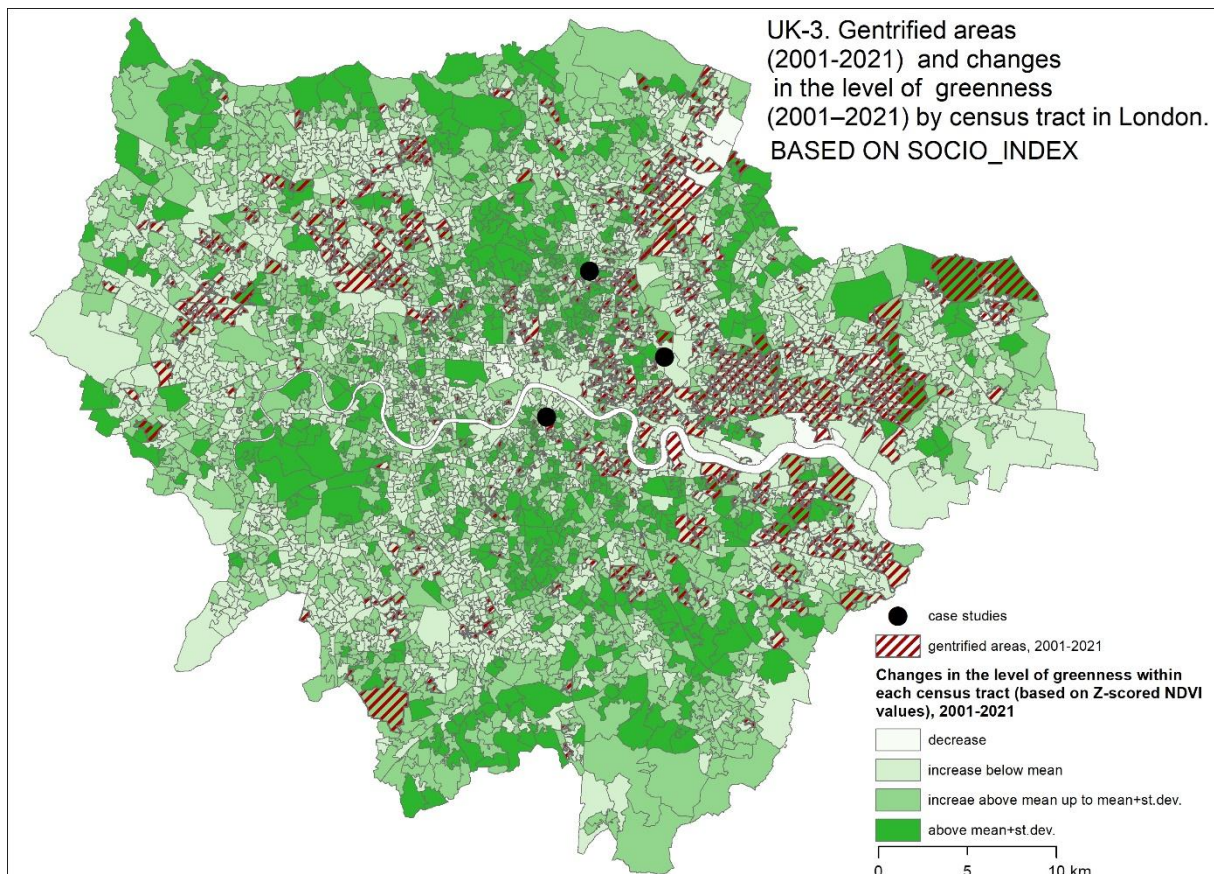 UK-3. Gentrified areas
(2001-2021) and changes
in the level of greenness
(2001–2021) by census tract in London.
BASED ON SOCIO_INDEX
case studies
gentrified areas, 2001-2021
Changes in the level of greenness within
each census tract (based on Z-scored NDVI
values), 2001-2021
decrease
increase below mean
increae above mean up to mean+st.dev.
above mean+st.dev.
0 5 10 km